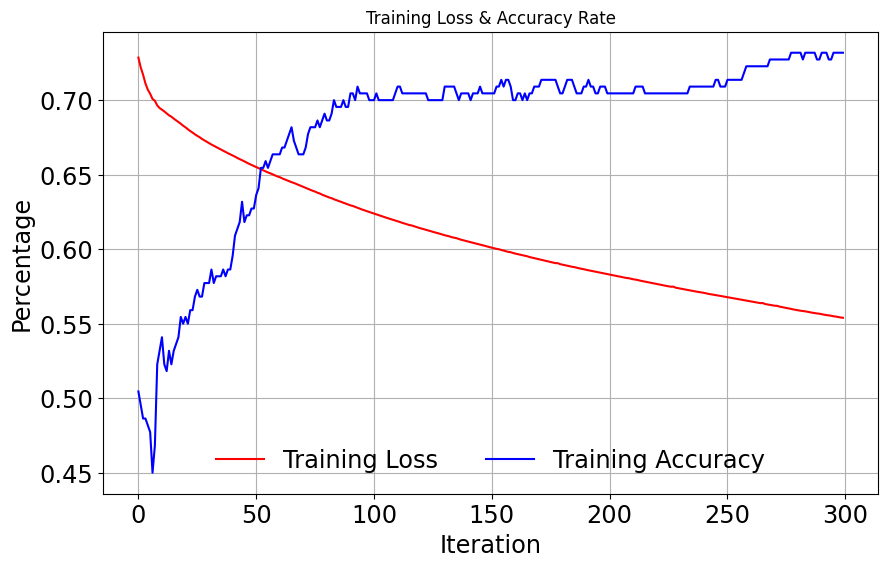 Training Loss & Accuracy Rate
Percentage
0.70
0.65
0.60
0.55
0.50
0.45
Training Loss Training Accuracy
0 50 100 150 200 250 300
Iteration